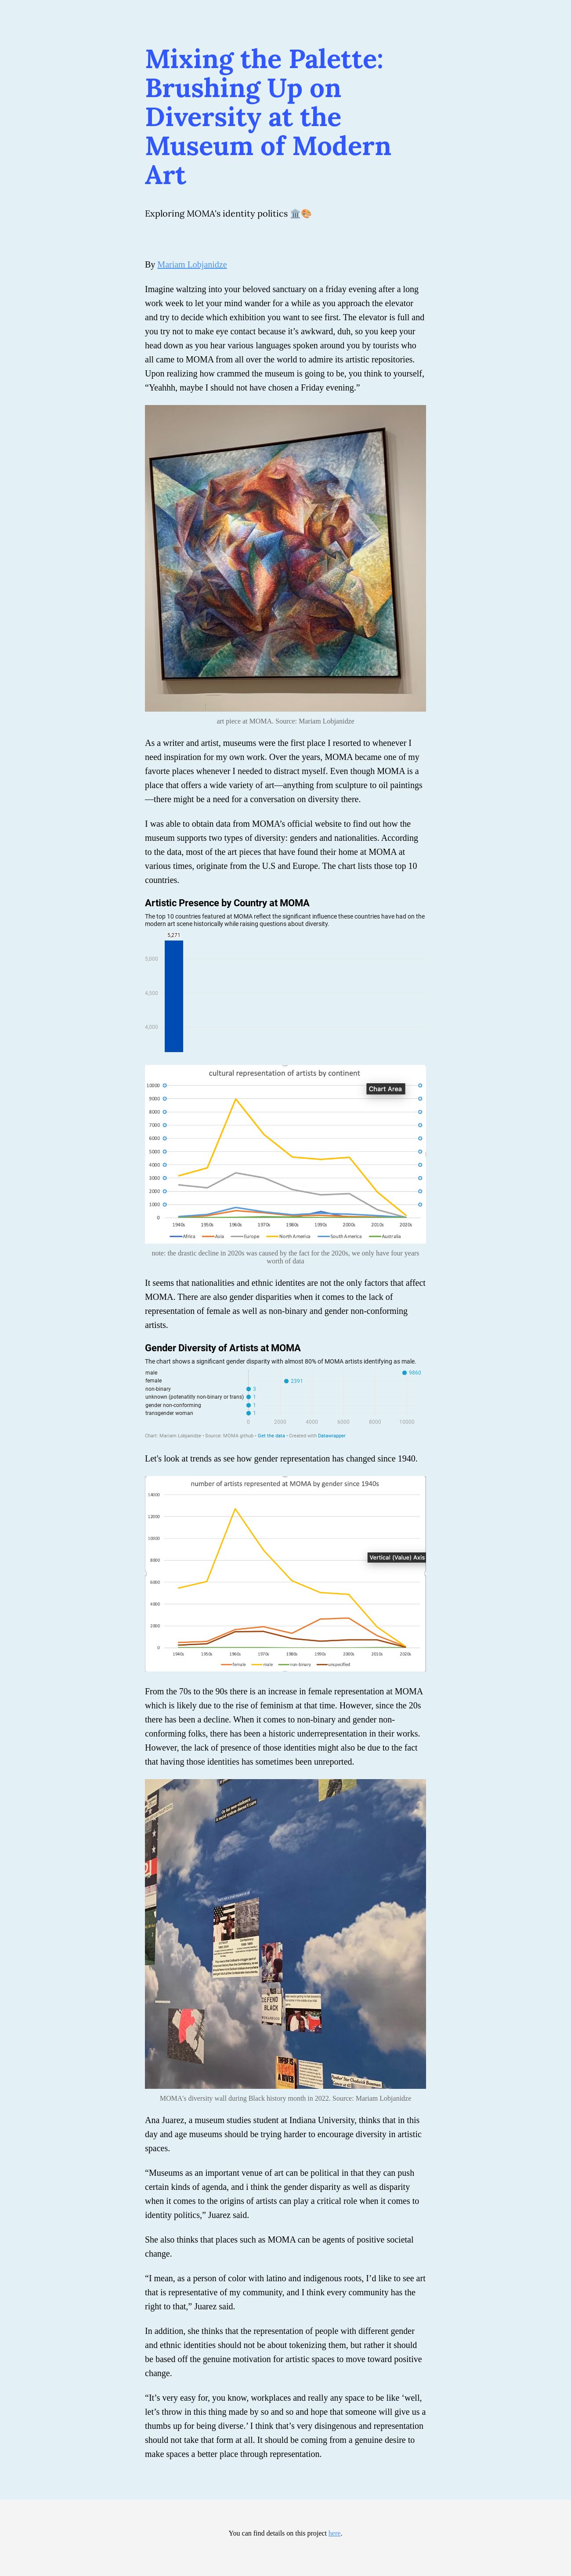 Mixing the Palette:
Brushing Up on
Diversity at the
Museum of Modern
Art
Exploring MOMA's identity politics 🏛️🎨
By Mariam Lobjanidze
Imagine waltzing into your beloved sanctuary on a friday evening after a long
work week to let your mind wander for a while as you approach the elevator
and try to decide which exhibition you want to see first. The elevator is full and
you try not to make eye contact because it’s awkward, duh, so you keep your
head down as you hear various languages spoken around you by tourists who
all came to MOMA from all over the world to admire its artistic repositories.
Upon realizing how crammed the museum is going to be, you think to yourself,
“Yeahhh, maybe I should not have chosen a Friday evening.”
art piece at MOMA. Source: Mariam Lobjanidze
As a writer and artist, museums were the first place I resorted to whenever I
need inspiration for my own work. Over the years, MOMA became one of my
favorte places whenever I needed to distract myself. Even though MOMA is a
place that offers a wide variety of art—anything from sculpture to oil paintings
—there might be a need for a conversation on diversity there.
I was able to obtain data from MOMA's official website to find out how the
museum supports two types of diversity: genders and nationalities. According
to the data, most of the art pieces that have found their home at MOMA at
various times, originate from the U.S and Europe. The chart lists those top 10
countries.
Artistic Presence by Country at MOMA
The top 10 countries featured at MOMA reflect the significant influence these countries have had on the
modern art scene historically while raising questions about diversity.
5,271
5,000
4,500
4,000
cultural representation of artists by continent
Chart Area
10000
9000
8000
7000
6000
5000
4000
3000
2000
1000
0
1940s 1950s 1960s 1970s 1980s 1990s 2000s 2010s 2020s
Africa Asia Europe North America South America Australia
note: the drastic decline in 2020s was caused by the fact for the 2020s, we only have four years
worth of data
It seems that nationalities and ethnic identites are not the only factors that affect
MOMA. There are also gender disparities when it comes to the lack of
representation of female as well as non-binary and gender non-conforming
artists.
Gender Diversity of Artists at MOMA
The chart shows a significant gender disparity with almost 80% of MOMA artists identifying as male.
male 9860
female 2391
non-binary 3
unknown (potenatilly non-binary or trans) 1
gender non-conforming 1
transgender woman 1
0 2000 4000 6000 8000 10000
Chart: Mariam Lobjanidze • Source: MOMA github • Get the data • Created with Datawrapper
Let's look at trends as see how gender representation has changed since 1940.
number of artists represented at MOMA by gender since 1940s
14000
12000
10000
8000
Vertical (Value) Axis
6000
4000
2000
0
1940s 1950s 1960s 1970s 1980s 1990s 2000s 2010s 2020s
female male non-binary unspecified
From the 70s to the 90s there is an increase in female representation at MOMA
which is likely due to the rise of feminism at that time. However, since the 20s
there has been a decline. When it comes to non-binary and gender non-
conforming folks, there has been a historic underrepresentation in their works.
However, the lack of presence of those identities might also be due to the fact
that having those identities has sometimes been unreported.
DEFEND
BLACK
MOMA's diversity wall during Black history month in 2022. Source: Mariam Lobjanidze
Ana Juarez, a museum studies student at Indiana University, thinks that in this
day and age museums should be trying harder to encourage diversity in artistic
spaces.
“Museums as an important venue of art can be political in that they can push
certain kinds of agenda, and i think the gender disparity as well as disparity
when it comes to the origins of artists can play a critical role when it comes to
identity politics,” Juarez said.
She also thinks that places such as MOMA can be agents of positive societal
change.
“I mean, as a person of color with latino and indigenous roots, I’d like to see art
that is representative of my community, and I think every community has the
right to that,” Juarez said.
In addition, she thinks that the representation of people with different gender
and ethnic identities should not be about tokenizing them, but rather it should
be based off the genuine motivation for artistic spaces to move toward positive
change.
“It’s very easy for, you know, workplaces and really any space to be like ‘well,
let’s throw in this thing made by so and so and hope that someone will give us a
thumbs up for being diverse.’ I think that’s very disingenous and representation
should not take that form at all. It should be coming from a genuine desire to
make spaces a better place through representation.
You can find details on this project here.